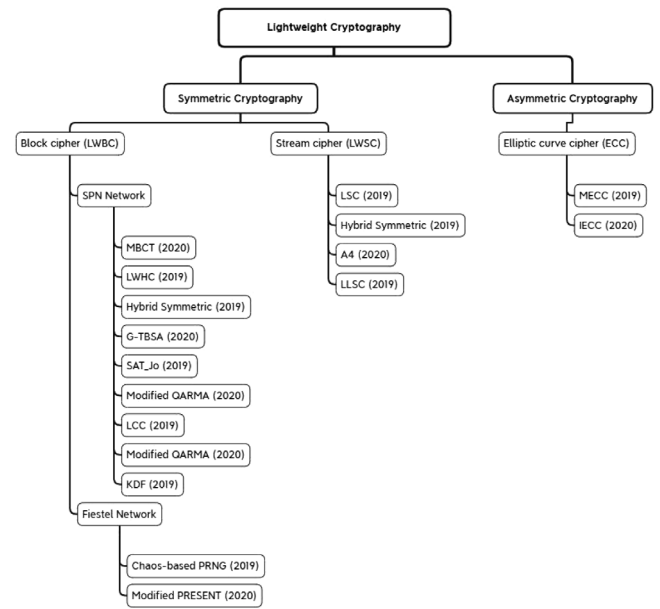 Lightweight Cryptography
Symmetric Cryptography
Asymmetric Cryptography
Block cipher (LWBC)
Stream cipher (LWSC)
Elliptic curve cipher (ECC)
SPN Network
MBCT (2020)
LWHC (2019)
Hybrid Symmetric (2019)
G-TBSA (2020)
SAT_Jo (2019)
Modified QARMA (2020)
LCC (2019)
Modified QARMA (2020)
KDF (2019)
Fiestel Network
Chaos-based PRNG (2019)
Modified PRESENT (2020)
LSC (2019)
Hybrid Symmetric (2019)
A4 (2020)
LLSC (2019)
MECC (2019)
IECC (2020)